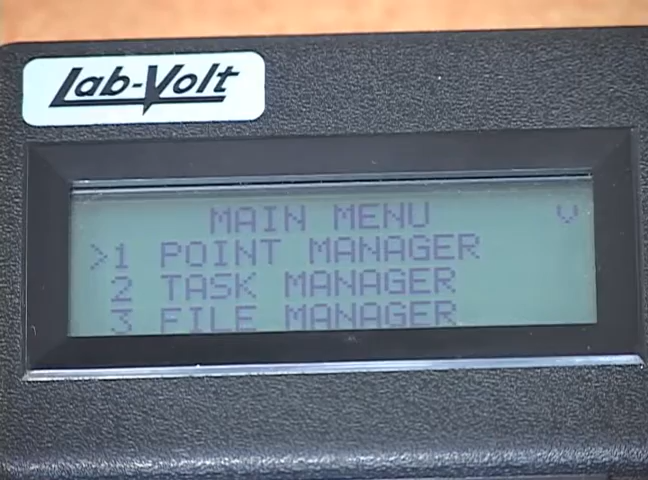 Lab-Volt
MAIN MENU v
>1 POINT MANAGER
2 TASK MANAGER
3 FILE MANAGER